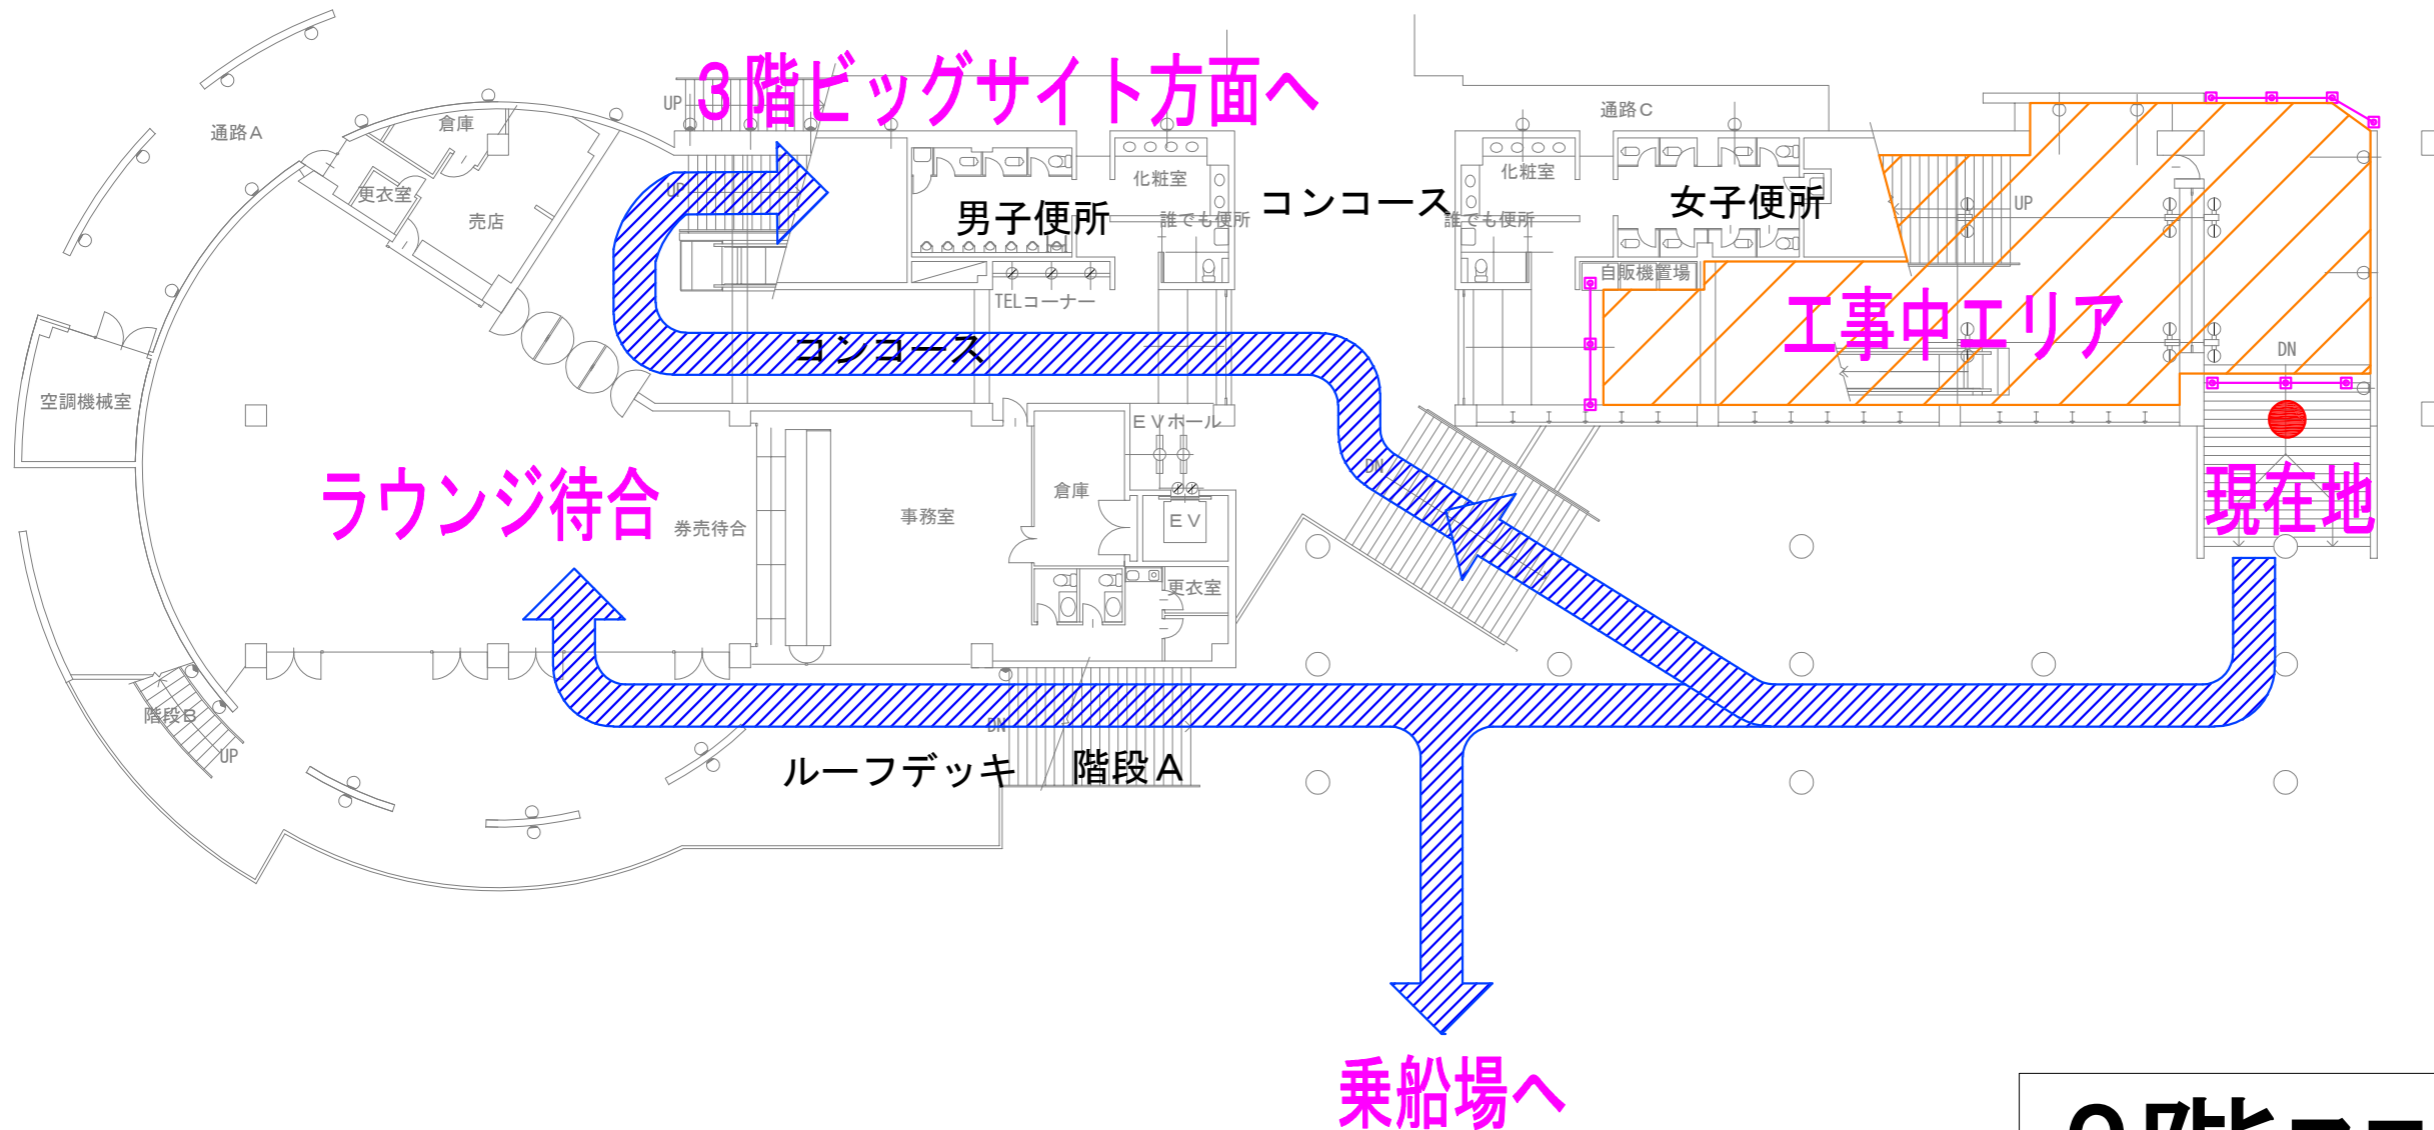 ３階ビッグサイト方面へ
UP
通路A
倉庫
通路C
更衣室
売店
UP
化粧室
男子便所
誰でも便所
コンコース
化粧室
誰でも便所
女子便所
UP
自販機置場
TELコーナー
工事中エリア
コンコース
DN
空調機械室
EVホール
DN
現在地
ラウンジ待合
券売待合
事務室
倉庫
EV
更衣室
階段B
UP
DN
ルーフデッキ
階段A
乗船場へ